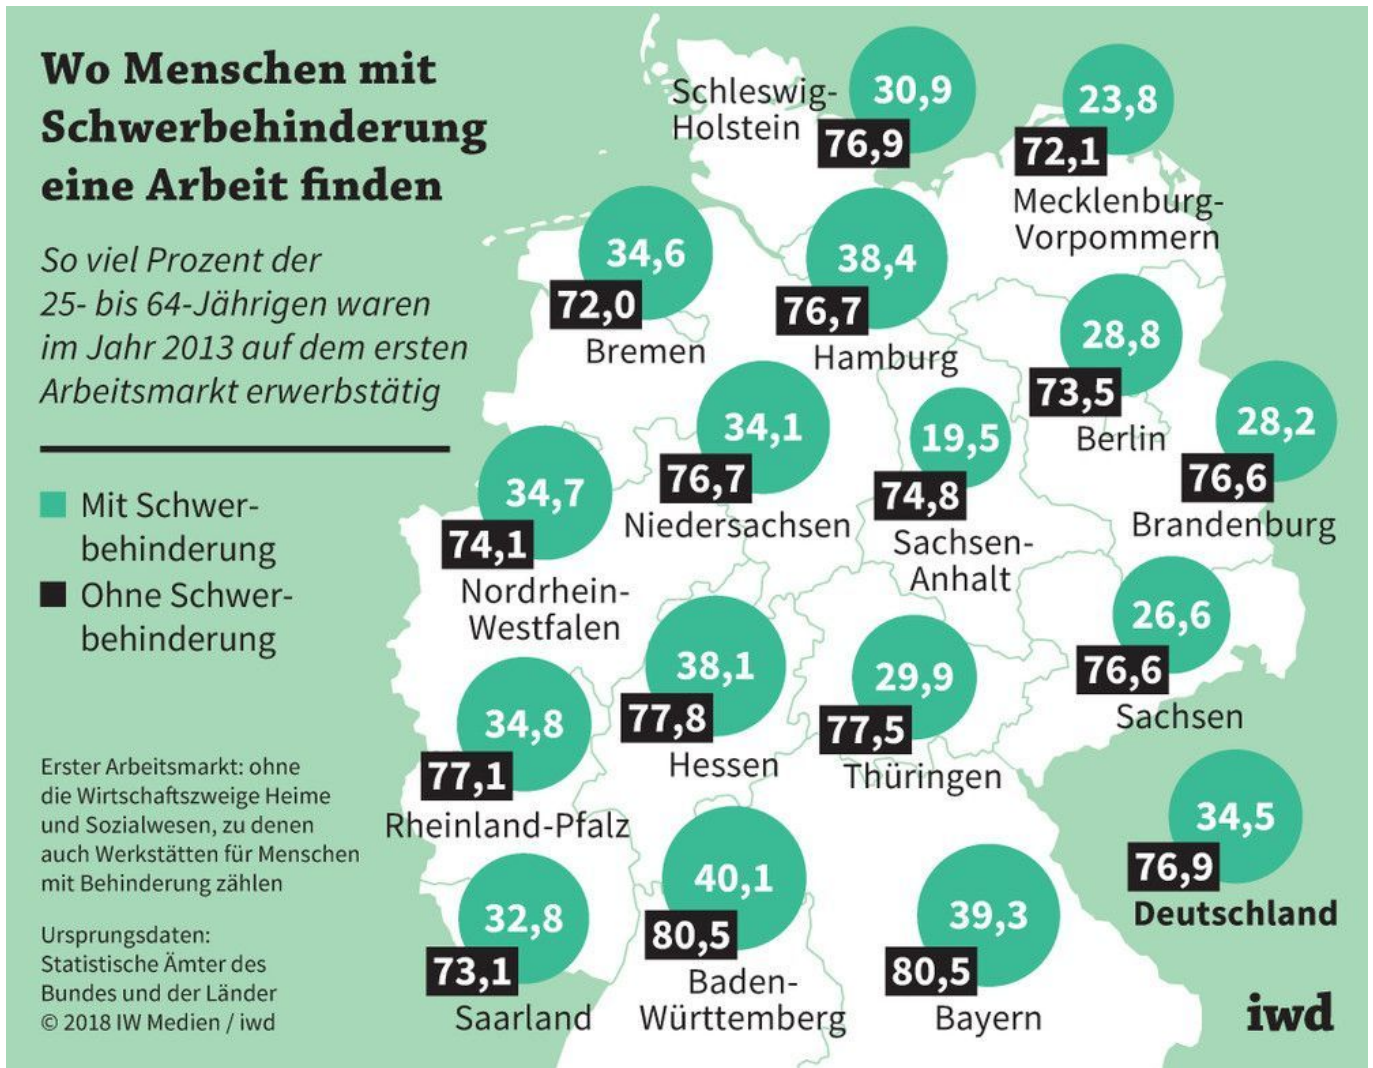 Wo Menschen mit
Schwerbehinderung
eine Arbeit finden
So viel Prozent der
25- bis 64-Jährigen waren
im Jahr 2013 auf dem ersten
Arbeitsmarkt erwerbstätig
Mit Schwer-
behinderung
Ohne Schwer-
behinderung
Erster Arbeitsmarkt: ohne
die Wirtschaftszweige Heime
und Sozialwesen, zu denen
auch Werkstätten für Menschen
mit Behinderung zählen
Ursprungsdaten:
Statistische Ämter des
Bundes und der Länder
© 2018 IW Medien / iwd
30,9
76,9
Schleswig-
Holstein
23,8
72,1
Mecklenburg-
Vorpommern
34,6
72,0
Bremen
38,4
76,7
Hamburg
28,8
73,5
Berlin
28,2
76,6
Brandenburg
34,1
76,7
Niedersachsen
19,5
74,8
Sachsen-
Anhalt
34,7
74,1
Nordrhein-
Westfalen
26,6
76,6
Sachsen
38,1
77,8
Hessen
29,9
77,5
Thüringen
34,8
77,1
Rheinland-Pfalz
34,5
76,9
Deutschland
32,8
73,1
Saarland
40,1
80,5
Baden-
Württemberg
39,3
80,5
Bayern
iwd